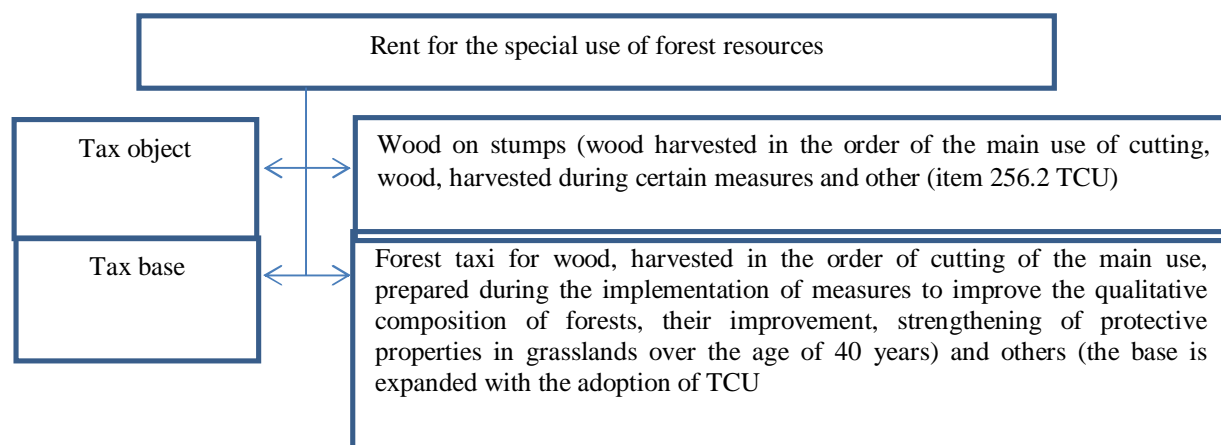 Rent for the special use of forest resources
Tax object
Wood on stumps (wood harvested in the order of the main use of cutting,
wood, harvested during certain measures and other (item 256.2 TCU)
Tax base
Forest taxi for wood, harvested in the order of cutting of the main use,
prepared during the implementation of measures to improve the qualitative
composition of forests, their improvement, strengthening of protective
properties in grasslands over the age of 40 years) and others (the base is
expanded with the adoption of TCU